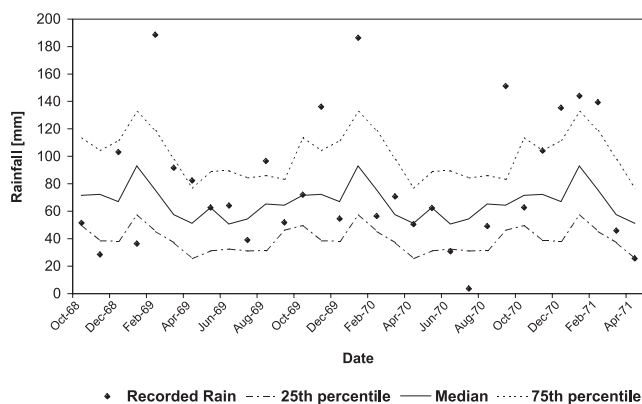 200
180
160
140
120
100
80
60
40
20
0
Rainfall [mm]
Oct-68
Dec-68
Feb-69
Apr-69
Jun-69
Aug-69
Oct-69
Dec-69
Feb-70
Apr-70
Jun-70
Aug-70
Oct-70
Dec-70
Feb-71
Apr-71
Date
Recorded Rain 25th percentile Median 75th percentile